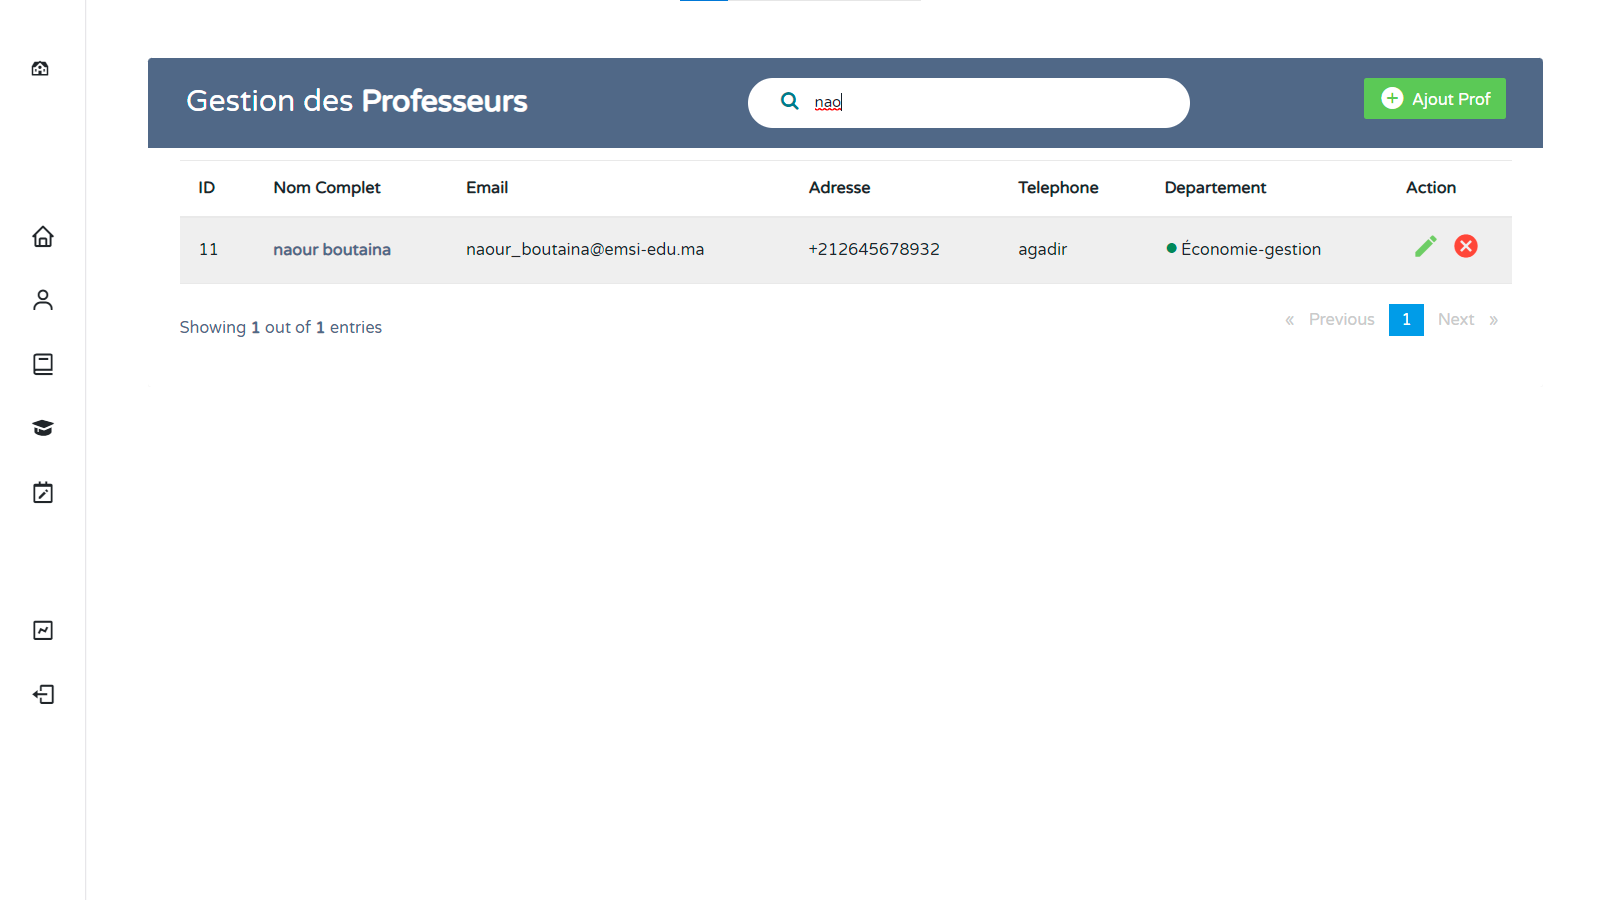 Gestion des Professeurs
nao
Ajout Prof
ID Nom Complet Email Adresse Telephone Departement Action
11 naour boutaina naour_boutaina@emsi-edu.ma +212645678932 agadir Économie-gestion
Showing 1 out of 1 entries
« Previous 1 Next »